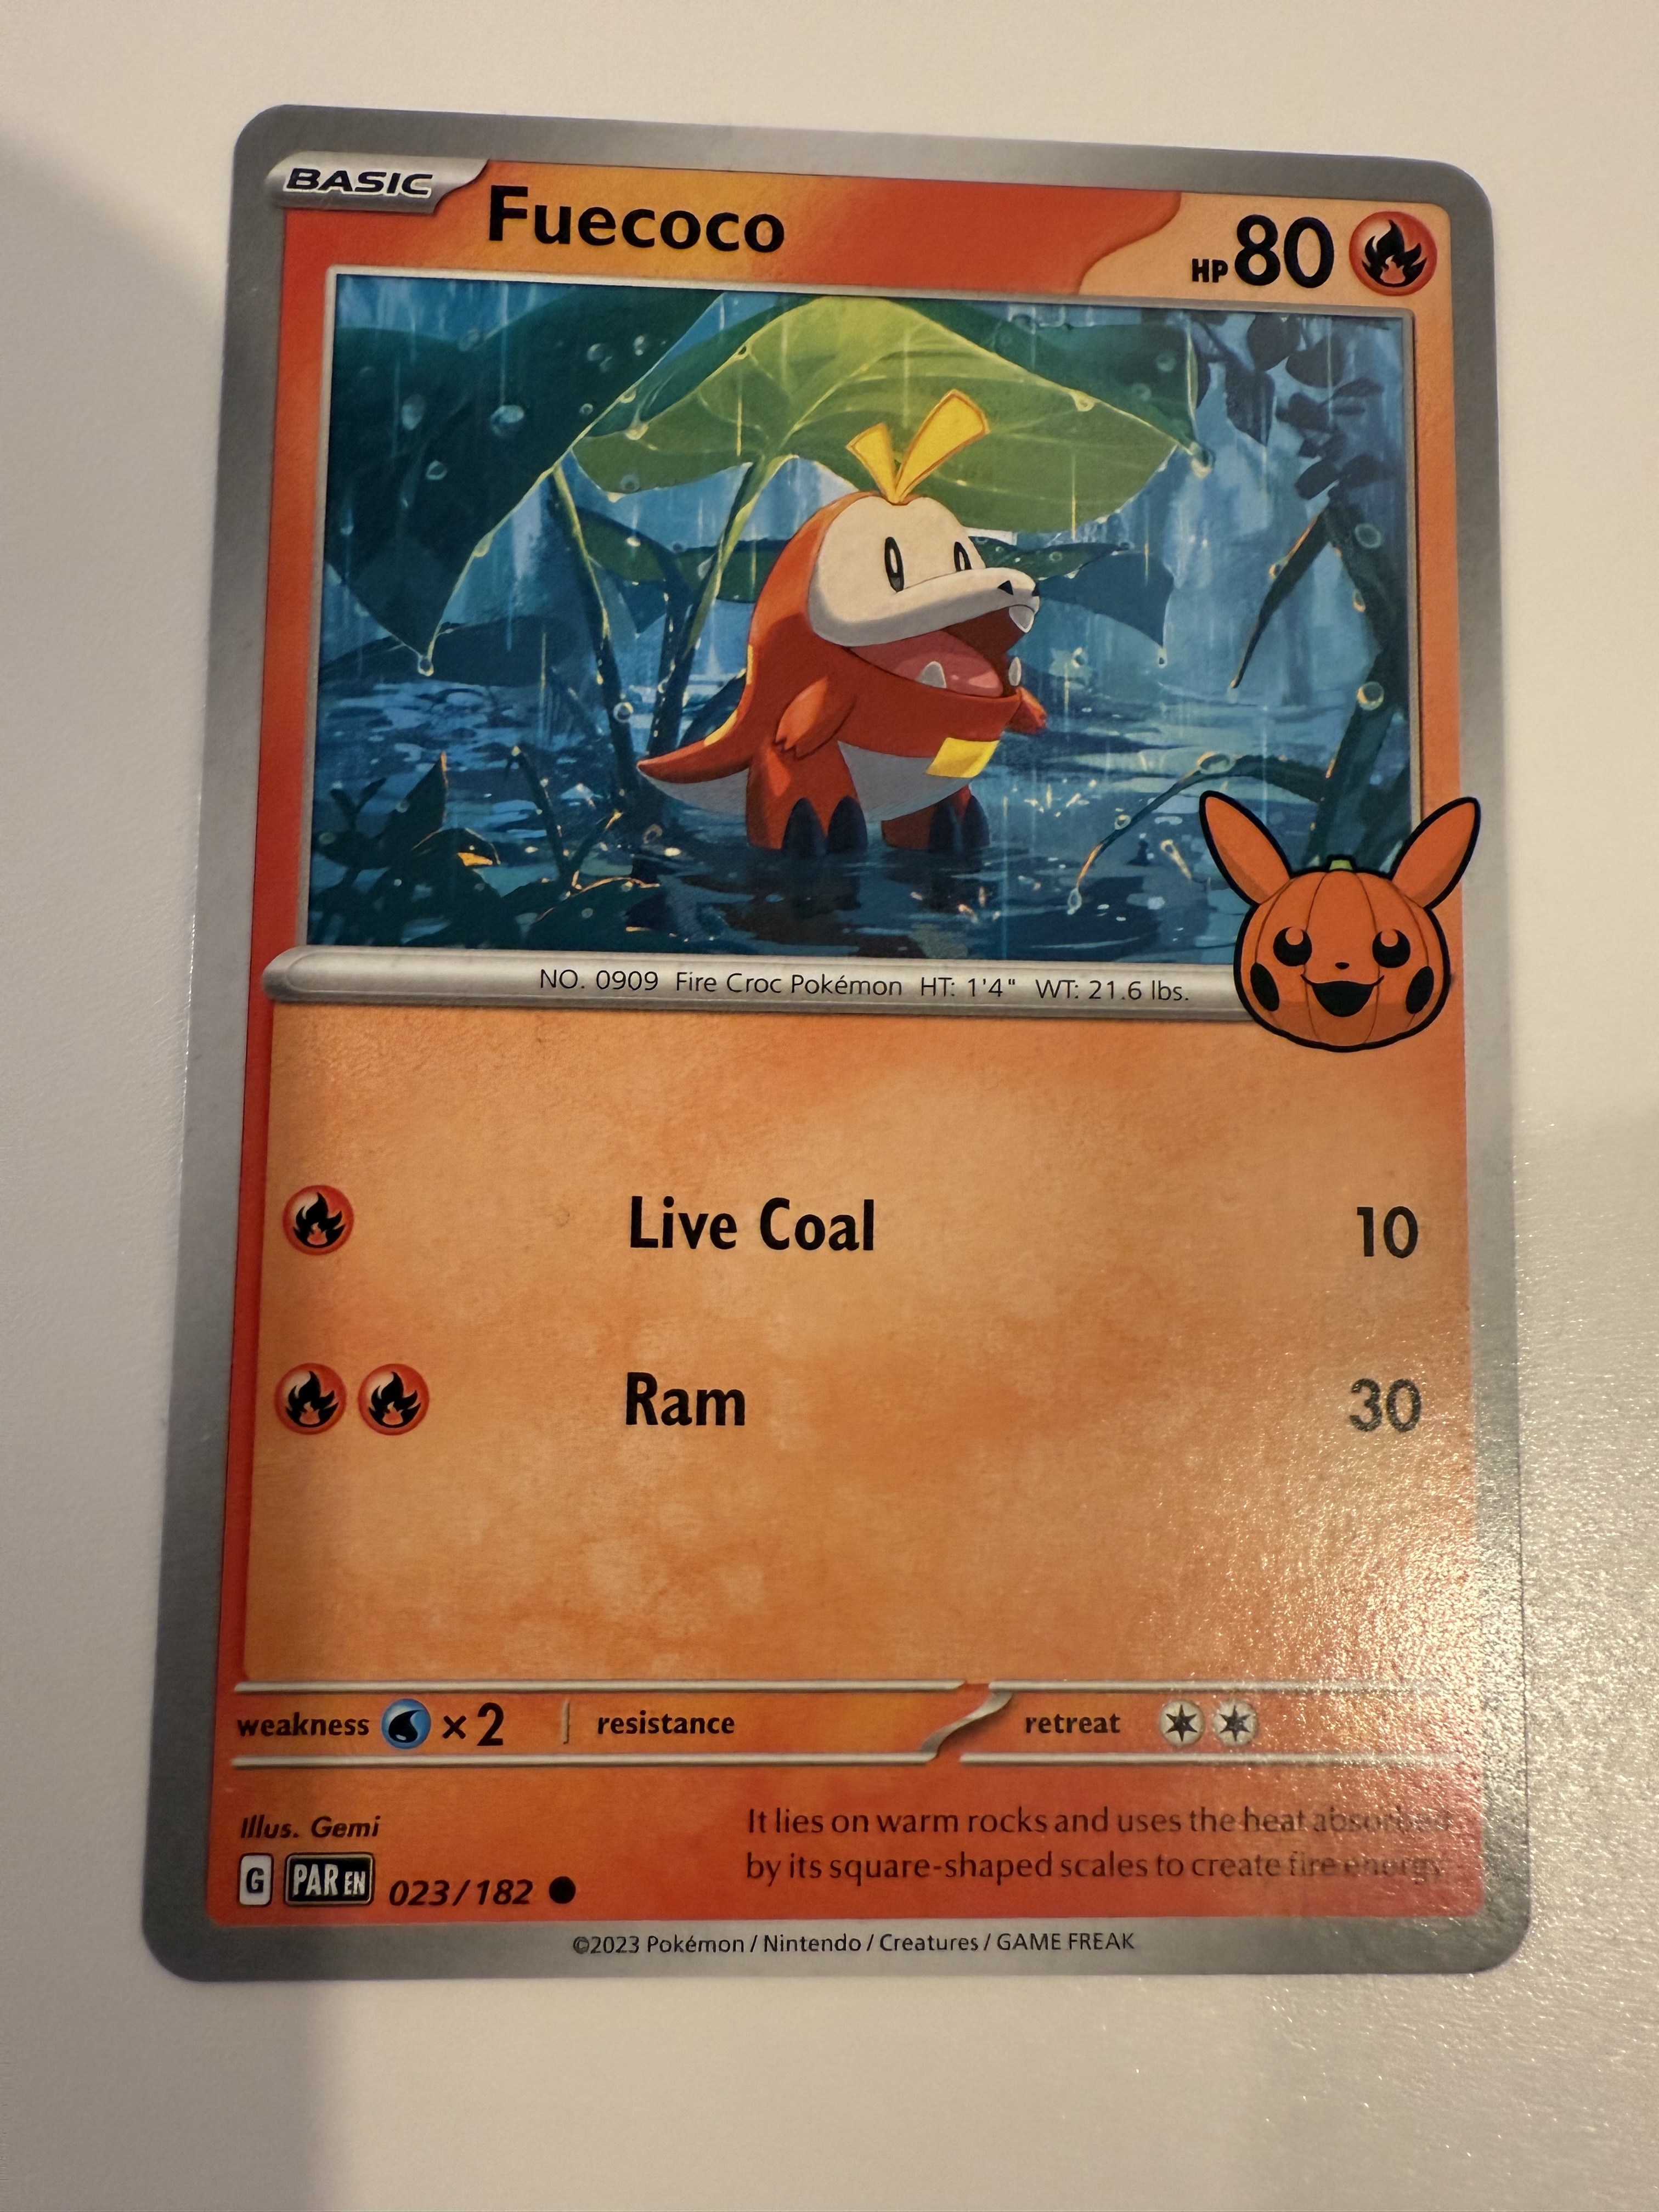 BASIC
Fuecoco
HP 80
NO. 0909 Fire Croc Pokémon HT: 1'4" WT: 21.6 lbs.
Live Coal 10
Ram 30
weakness ×2 resistance retreat
Illus. Gemi
It lies on warm rocks and uses the heat absorbed
by its square-shaped scales to create fire energy.
G PAR EN 023/182
©2023 Pokémon / Nintendo / Creatures / GAME FREAK